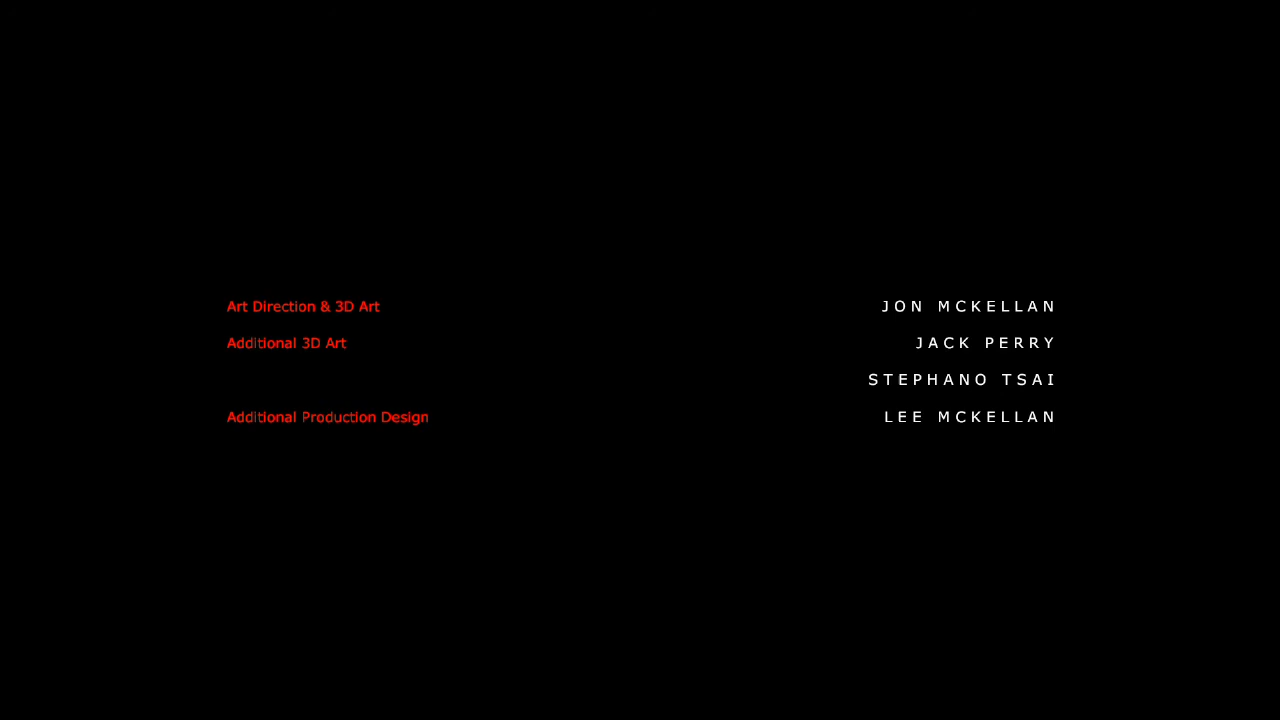 Art Direction & 3D Art JON MCKELLAN
Additional 3D Art JACK PERRY
STEPHANO TSAI
Additional Production Design LEE MCKELLAN